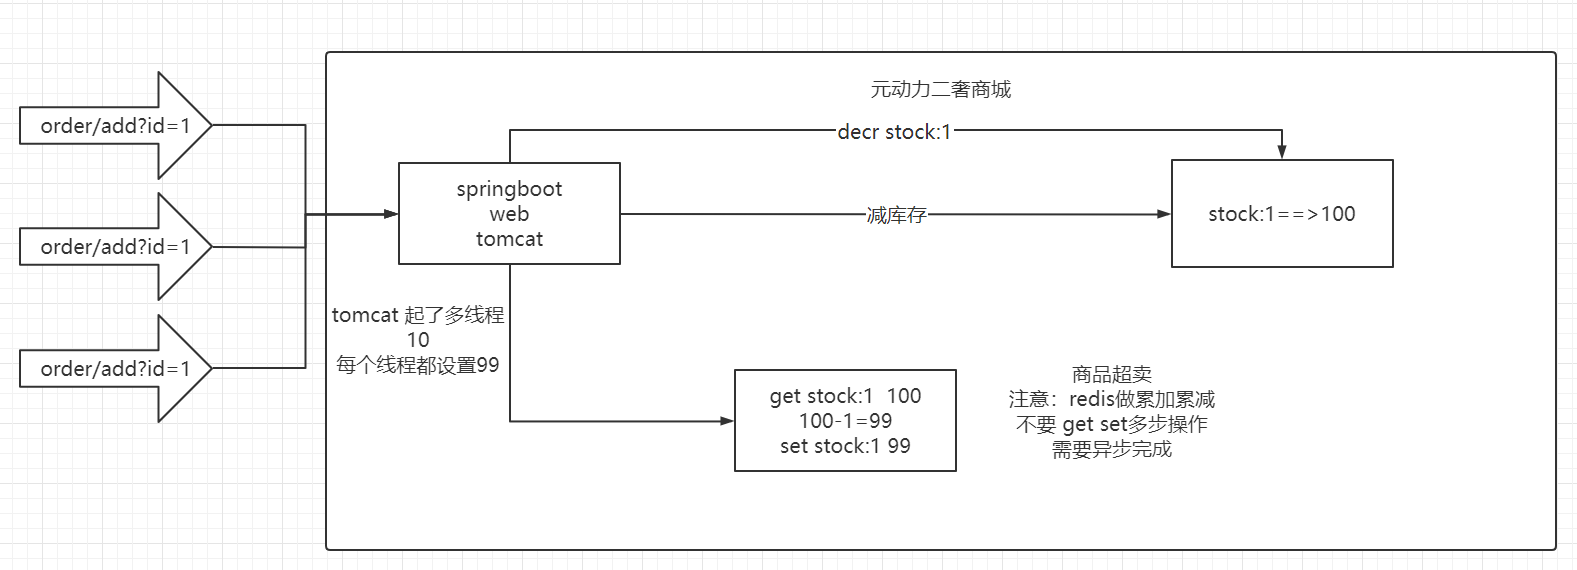 元动力二奢商城
order/add?id=1
decr stock:1
springboot
web
tomcat
减库存
stock:1==>100
order/add?id=1
tomcat 起了多线程
10
每个线程都设置99
order/add?id=1
get stock:1  100
100-1=99
set stock:1 99
商品超卖
注意：redis做累加累减
不要 get set多步操作
需要异步完成